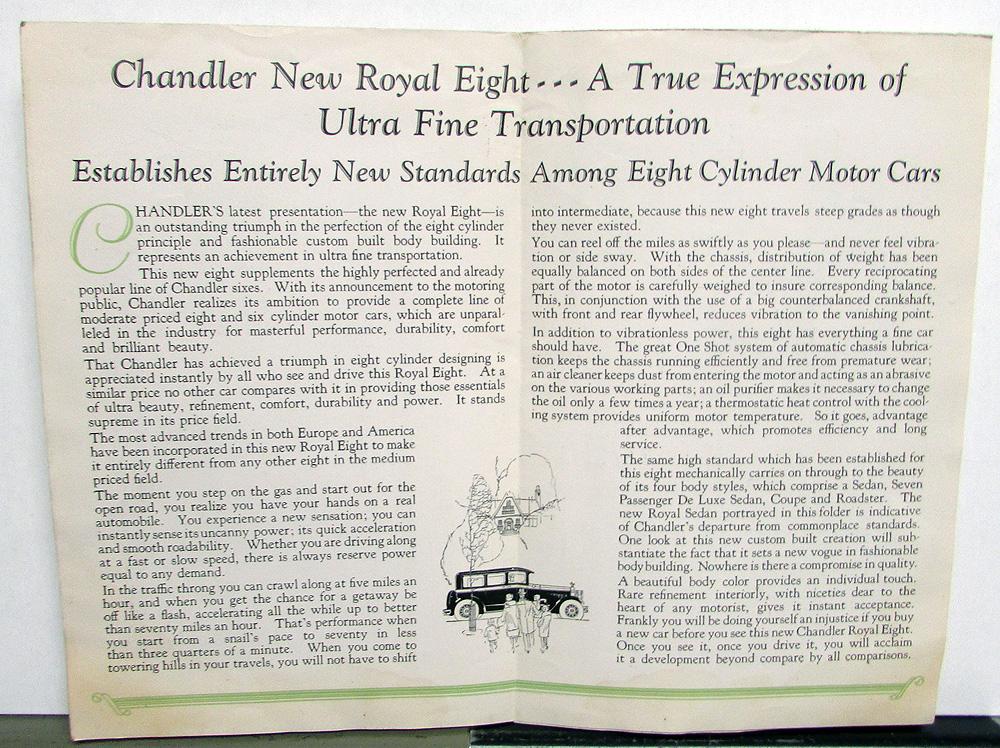 Chandler New Royal Eight --- A True Expression of
Ultra Fine Transportation
Establishes Entirely New Standards Among Eight Cylinder Motor Cars
CHANDLER'S latest presentation—the new Royal Eight—is
an outstanding triumph in the perfection of the eight cylinder
principle and fashionable custom built body building. It
represents an achievement in ultra fine transportation.
This new eight supplements the highly perfected and already
popular line of Chandler sixes. With its announcement to the motoring
public, Chandler realizes its ambition to provide a complete line of
moderate priced eight and six cylinder motor cars, which are unparal-
leled in the industry for masterful performance, durability, comfort
and brilliant beauty.
That Chandler has achieved a triumph in eight cylinder designing is
appreciated instantly by all who see and drive this Royal Eight. At a
similar price no other car compares with it in providing those essentials
of ultra beauty, refinement, comfort, durability and power. It stands
supreme in its price field.
The most advanced trends in both Europe and America
have been incorporated in this new Royal Eight to make
it entirely different from any other eight in the medium
priced field.
The moment you step on the gas and start out for the
open road, you realize you have your hands on a real
automobile. You experience a new sensation; you can
instantly sense its uncanny power; its quick acceleration
and smooth roadability. Whether you are driving along
at a fast or slow speed, there is always reserve power
equal to any demand.
In the traffic throng you can crawl along at five miles an
hour, and when you get the chance for a getaway be
off like a flash, accelerating all the while up to better
than seventy miles an hour. That's performance when
you start from a snail's pace to seventy in less
than three quarters of a minute. When you come to
towering hills in your travels, you will not have to shift
into intermediate, because this new eight travels steep grades as though
they never existed.
You can reel off the miles as swiftly as you please—and never feel vibra-
tion or side sway. With the chassis, distribution of weight has been
equally balanced on both sides of the center line. Every reciprocating
part of the motor is carefully weighed to insure corresponding balance.
This, in conjunction with the use of a big counterbalanced crankshaft,
with front and rear flywheel, reduces vibration to the vanishing point.
In addition to vibrationless power, this eight has everything a fine car
should have. The great One Shot system of automatic chassis lubrica-
tion keeps the chassis running efficiently and free from premature wear;
an air cleaner keeps dust from entering the motor and acting as an abrasive
on the various working parts; an oil purifier makes it necessary to change
the oil only a few times a year; a thermostatic heat control with the cool-
ing system provides uniform motor temperature. So it goes, advantage
after advantage, which promotes efficiency and long
service.
The same high standard which has been established for
this eight mechanically carries on through to the beauty
of its four body styles, which comprise a Sedan, Seven
Passenger De Luxe Sedan, Coupe and Roadster. The
new Royal Sedan portrayed in this folder is indicative
of Chandler's departure from commonplace standards.
One look at this new custom built creation will sub-
stantiate the fact that it sets a new vogue in fashionable
body building. Nowhere is there a compromise in quality.
A beautiful body color provides an individual touch.
Rare refinement interiorly, with niceties dear to the
heart of any motorist, gives it instant acceptance.
Frankly you will be doing yourself an injustice if you buy
a new car before you see this new Chandler Royal Eight.
Once you see it, once you drive it, you will acclaim
it a development beyond compare by all comparisons.